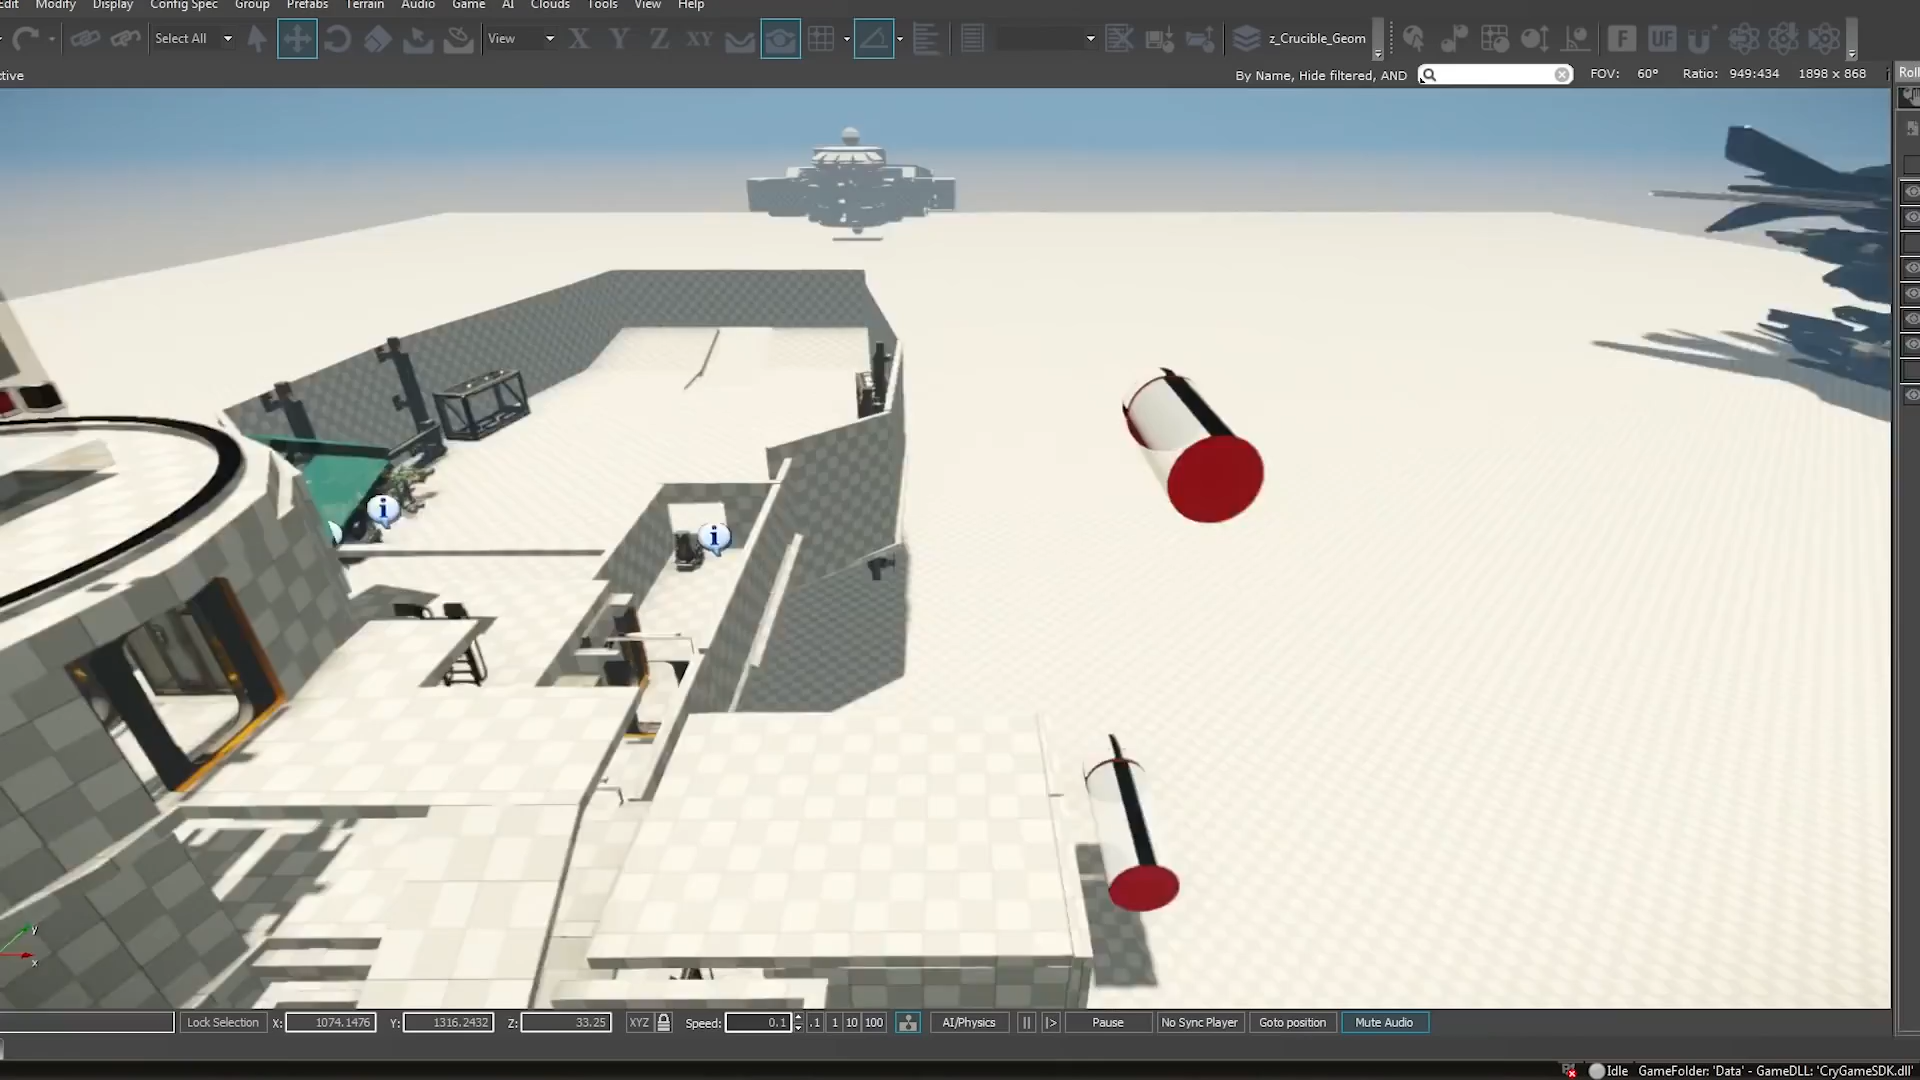 Edit Modify Display Config Spec Group Prefabs Terrain Audio Game AI Clouds Tools View Help
Select All View X Y Z XY z_Crucible_Geom F UF
ctive By Name, Hide filtered, AND FOV: 60° Ratio: 949:434 1898 x 868 Roll
i
i
y
x
Lock Selection X: 1074.1476 Y: 1316.2432 Z: 33.25 XYZ Speed: 0.1 .1 1 10 100 AI/Physics Pause No Sync Player Goto position Mute Audio
Idle GameFolder: 'Data' - GameDLL: 'CryGameSDK.dll'